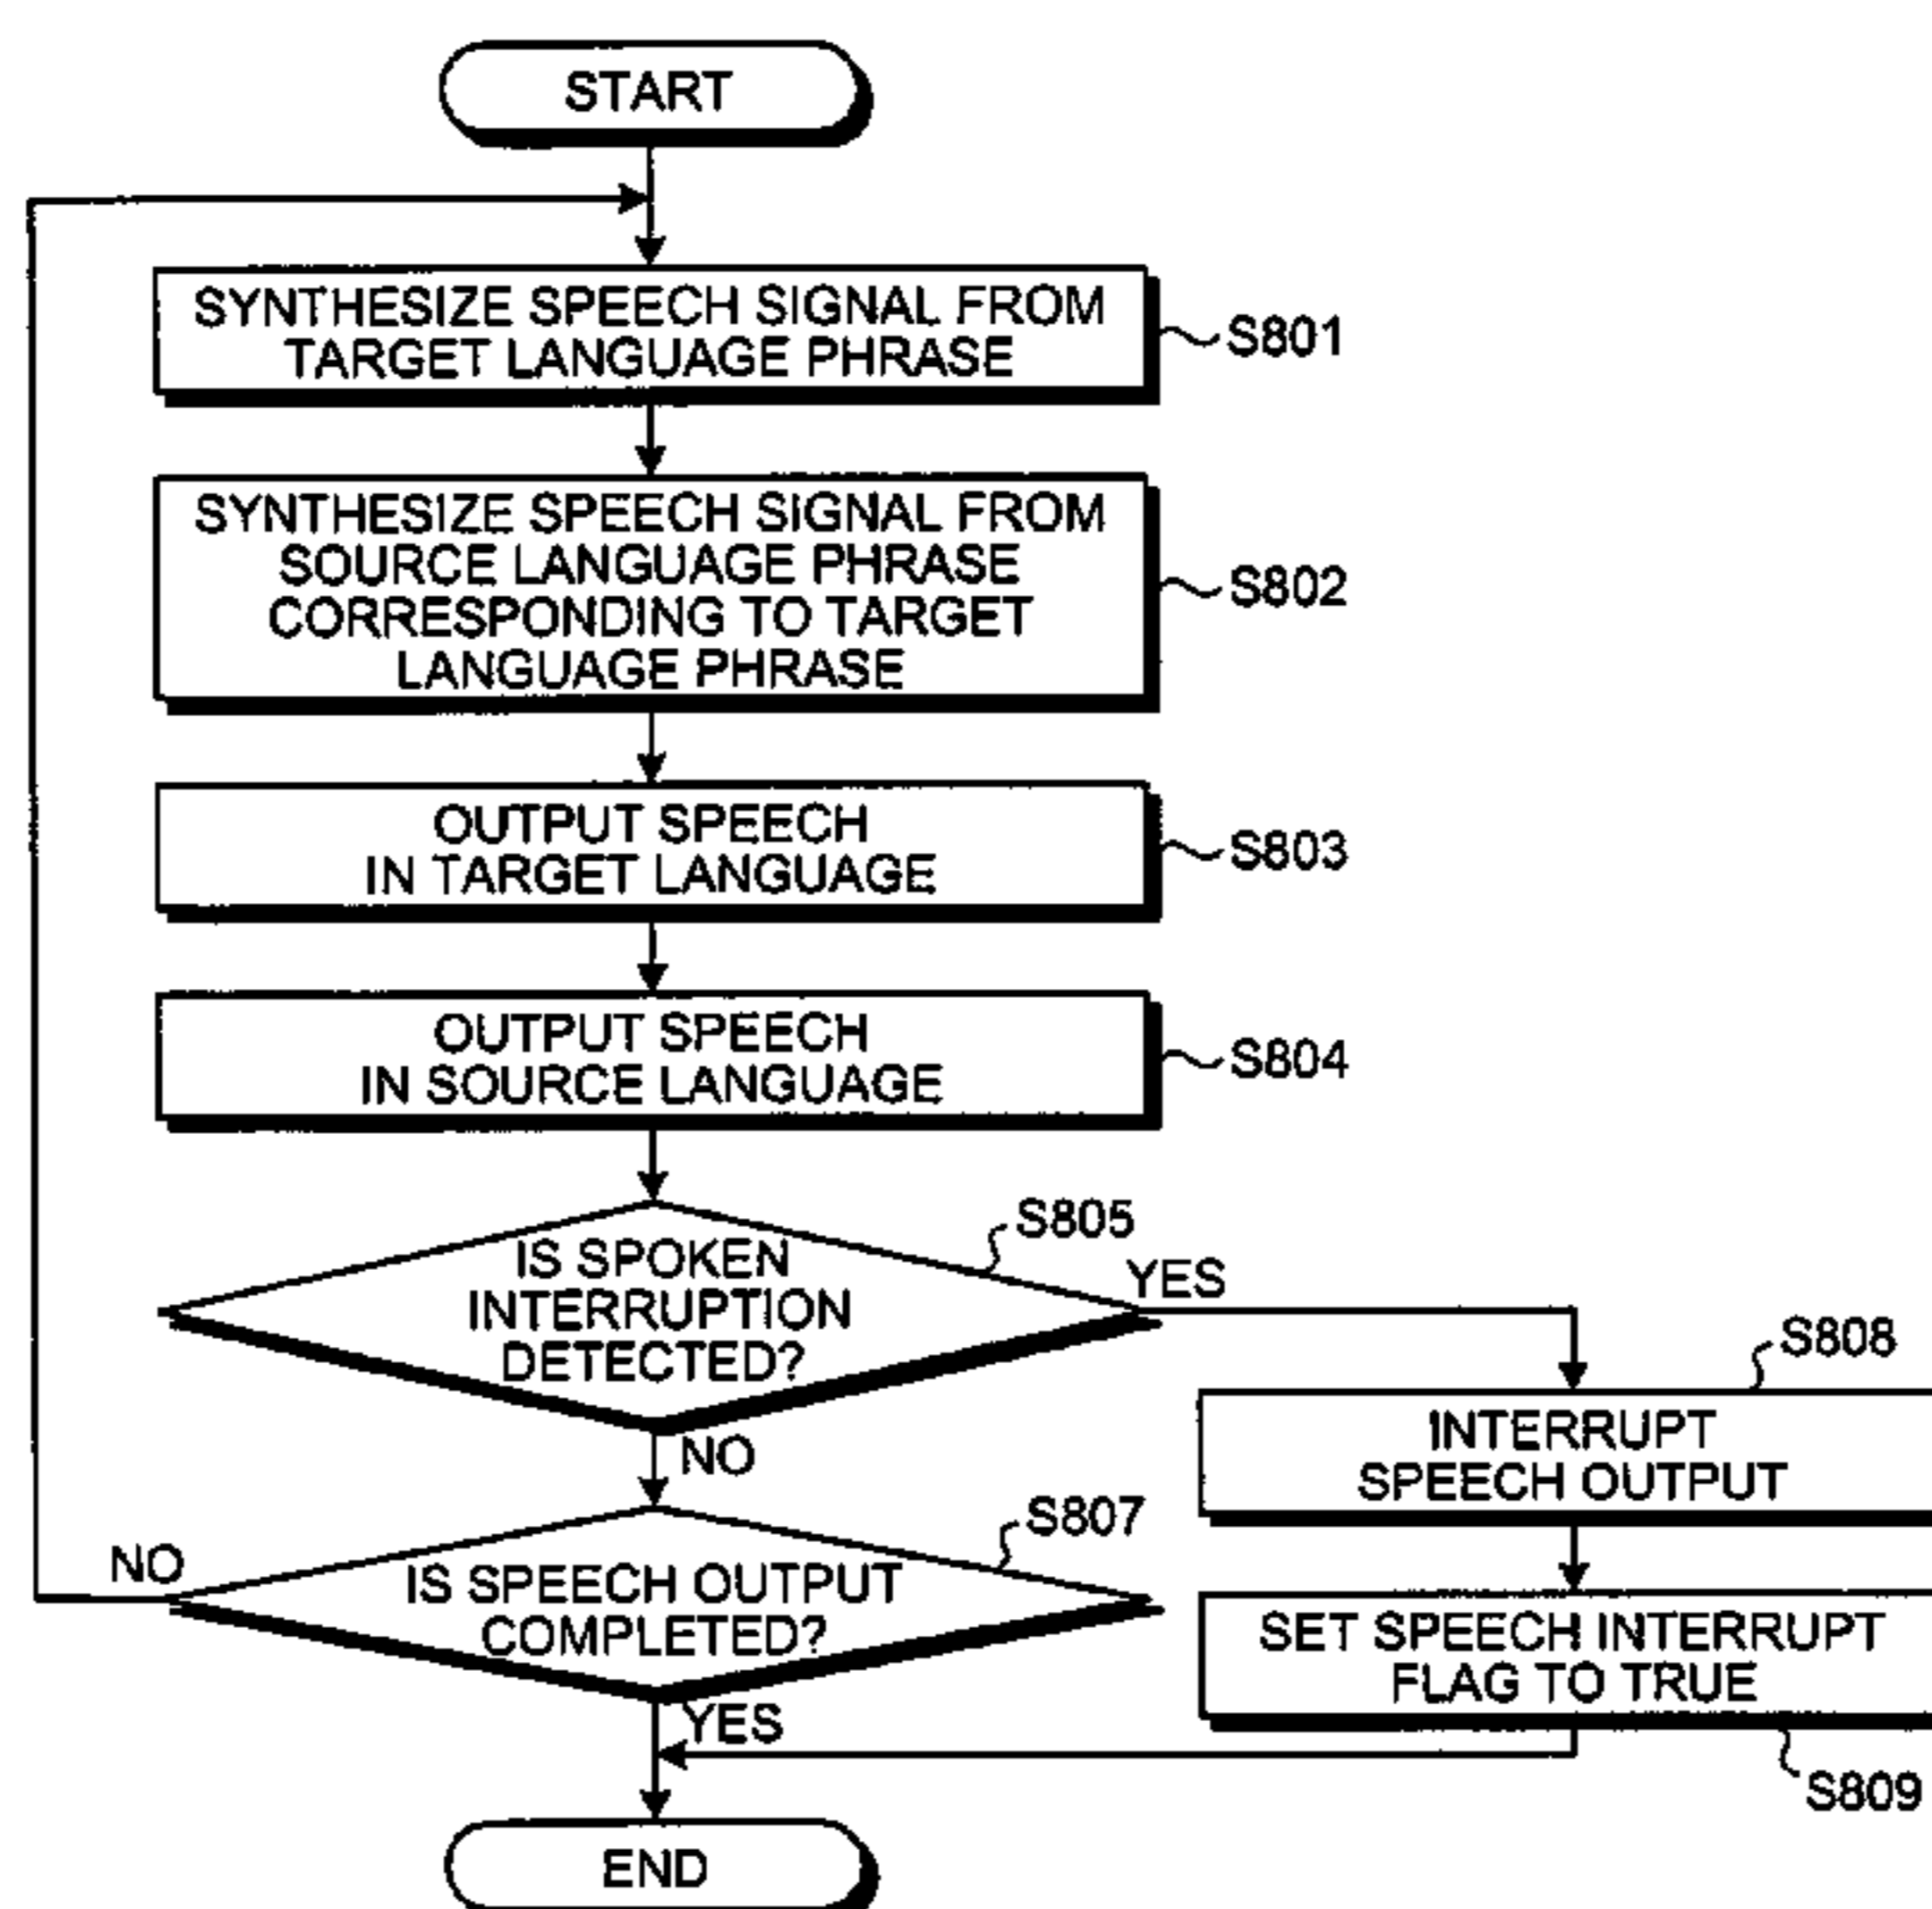 START
SYNTHESIZE SPEECH SIGNAL FROM
TARGET LANGUAGE PHRASE
S801
SYNTHESIZE SPEECH SIGNAL FROM
SOURCE LANGUAGE PHRASE
CORRESPONDING TO TARGET
LANGUAGE PHRASE
S802
OUTPUT SPEECH
IN TARGET LANGUAGE
S803
OUTPUT SPEECH
IN SOURCE LANGUAGE
S804
S805
IS SPOKEN
INTERRUPTION
DETECTED?
YES
NO
S808
INTERRUPT
SPEECH OUTPUT
S807
IS SPEECH OUTPUT
COMPLETED?
NO
YES
SET SPEECH INTERRUPT
FLAG TO TRUE
S809
END